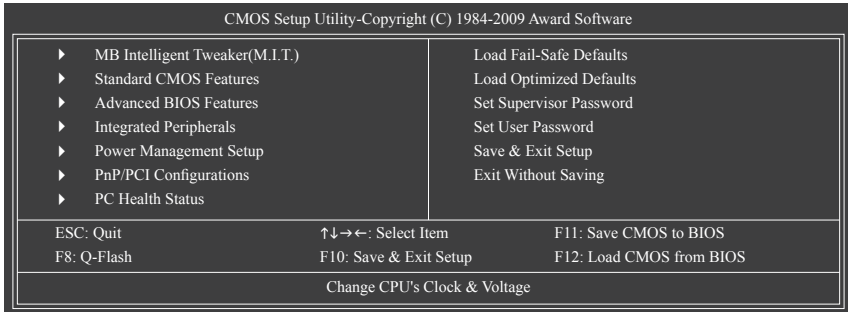 CMOS Setup Utility-Copyright (C) 1984-2009 Award Software
MB Intelligent Tweaker(M.I.T.)
Standard CMOS Features
Advanced BIOS Features
Integrated Peripherals
Power Management Setup
PnP/PCI Configurations
PC Health Status
Load Fail-Safe Defaults
Load Optimized Defaults
Set Supervisor Password
Set User Password
Save & Exit Setup
Exit Without Saving
ESC: Quit ↑↓→←: Select Item F11: Save CMOS to BIOS
F8: Q-Flash F10: Save & Exit Setup F12: Load CMOS from BIOS
Change CPU's Clock & Voltage